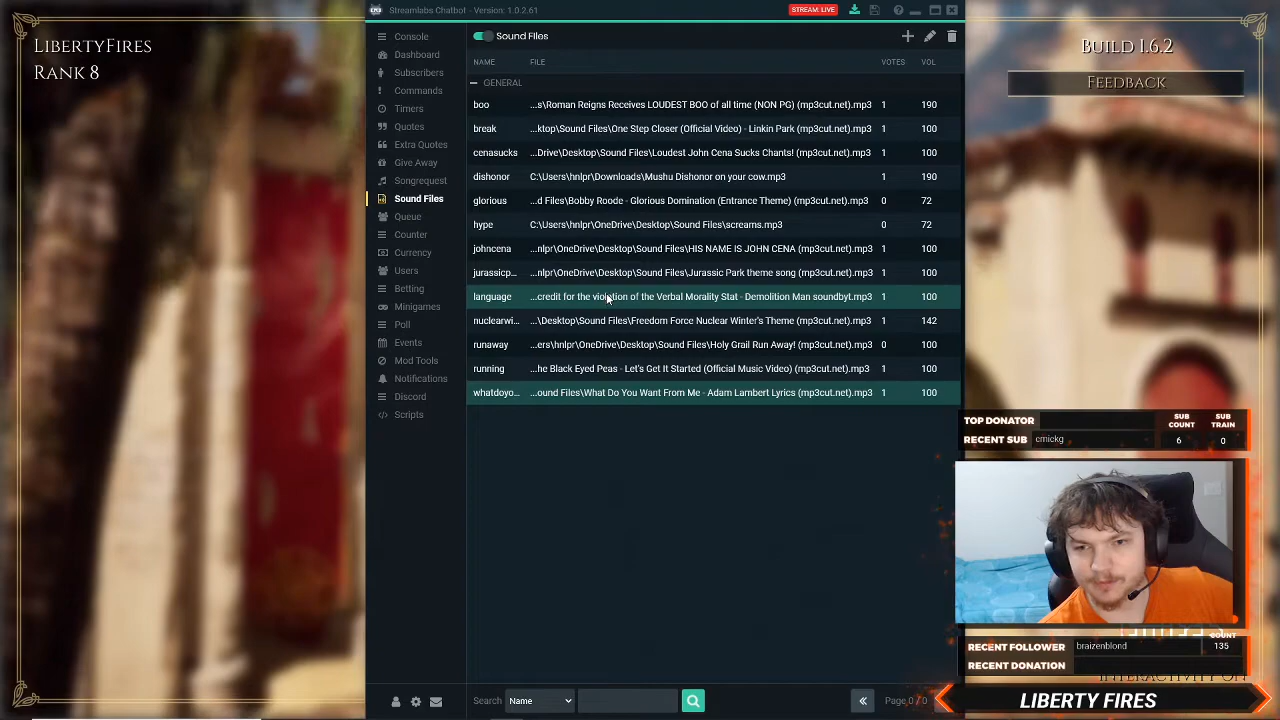 LibertyFires
Rank 8
Streamlabs Chatbot - Version: 1.0.2.61
STREAM: LIVE
Console
Dashboard
Subscribers
Commands
Timers
Quotes
Extra Quotes
Give Away
Songrequest
Sound Files
Queue
Counter
Currency
Users
Betting
Minigames
Poll
Events
Mod Tools
Notifications
Discord
Scripts
Sound Files
NAME FILE VOTES VOL
GENERAL
boo ...s\Roman Reigns Receives LOUDEST BOO of all time (NON PG) (mp3cut.net).mp3 1 190
break ...ktop\Sound Files\One Step Closer (Official Video) - Linkin Park (mp3cut.net).mp3 1 100
cenasucks ...Drive\Desktop\Sound Files\Loudest John Cena Sucks Chants! (mp3cut.net).mp3 1 100
dishonor C:\Users\hnlpr\Downloads\Mushu Dishonor on your cow.mp3 1 190
glorious ...d Files\Bobby Roode - Glorious Domination (Entrance Theme) (mp3cut.net).mp3 0 72
hype C:\Users\hnlpr\OneDrive\Desktop\Sound Files\screams.mp3 0 72
johncena ...nlpr\OneDrive\Desktop\Sound Files\HIS NAME IS JOHN CENA (mp3cut.net).mp3 1 100
jurassicp... ...nlpr\OneDrive\Desktop\Sound Files\Jurassic Park theme song (mp3cut.net).mp3 1 100
language ...credit for the violation of the Verbal Morality Stat - Demolition Man soundbyt.mp3 1 100
nuclearwi... ...\Desktop\Sound Files\Freedom Force Nuclear Winter's Theme (mp3cut.net).mp3 1 142
runaway ...ers\hnlpr\OneDrive\Desktop\Sound Files\Holy Grail Run Away! (mp3cut.net).mp3 0 100
running ...he Black Eyed Peas - Let's Get It Started (Official Music Video) (mp3cut.net).mp3 1 100
whatdoyo... ...ound Files\What Do You Want From Me - Adam Lambert Lyrics (mp3cut.net).mp3 1 100
Search Name
Page 0 / 0
Build 1.6.2
Feedback
TOP DONATOR
SUB COUNT
SUB TRAIN
RECENT SUB cmickg 6 0
COUNT
RECENT FOLLOWER braizenblond 135
RECENT DONATION
INTERACTIVITY ON
LIBERTY FIRES